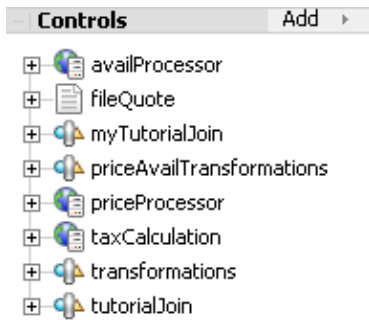 Controls Add
availProcessor
fileQuote
myTutorialJoin
priceAvailTransformations
priceProcessor
taxCalculation
transformations
tutorialJoin